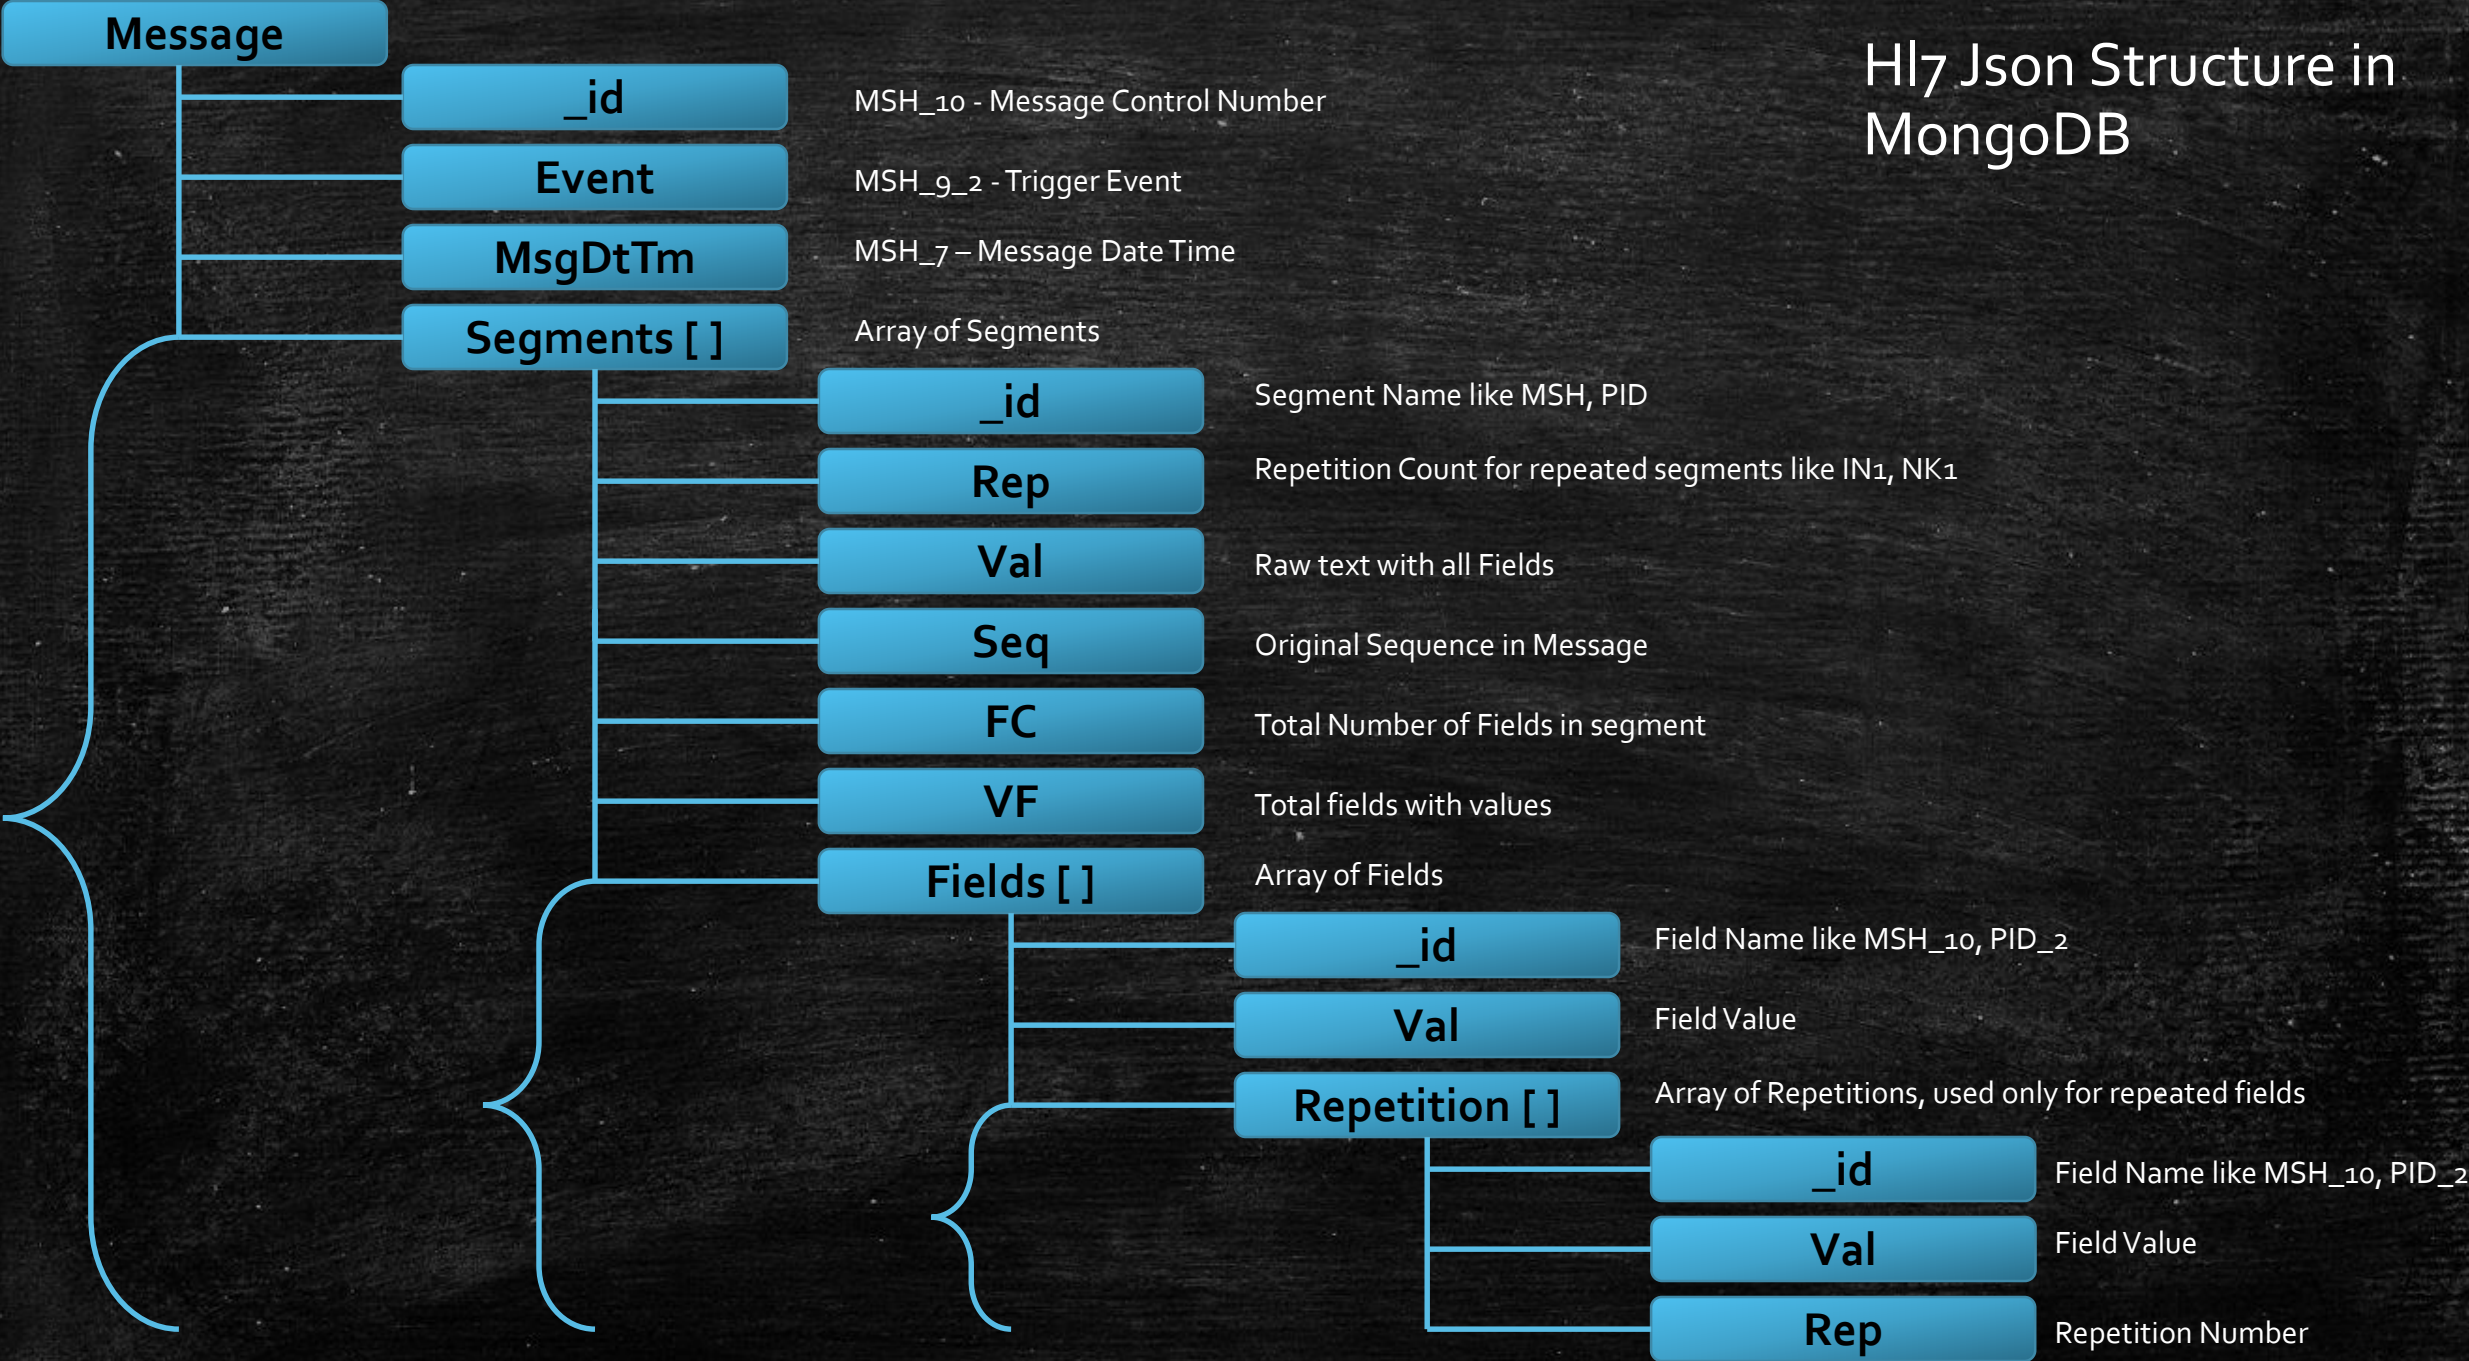 Message
Hl7 Json Structure in
MongoDB
_id
MSH_10 - Message Control Number
Event
MSH_9_2 - Trigger Event
MsgDtTm
MSH_7 – Message Date Time
Segments [ ]
Array of Segments
_id
Segment Name like MSH, PID
Rep
Repetition Count for repeated segments like IN1, NK1
Val
Raw text with all Fields
Seq
Original Sequence in Message
FC
Total Number of Fields in segment
VF
Total fields with values
Fields [ ]
Array of Fields
_id
Field Name like MSH_10, PID_2
Val
Field Value
Repetition [ ]
Array of Repetitions, used only for repeated fields
_id
Field Name like MSH_10, PID_2
Val
Field Value
Rep
Repetition Number